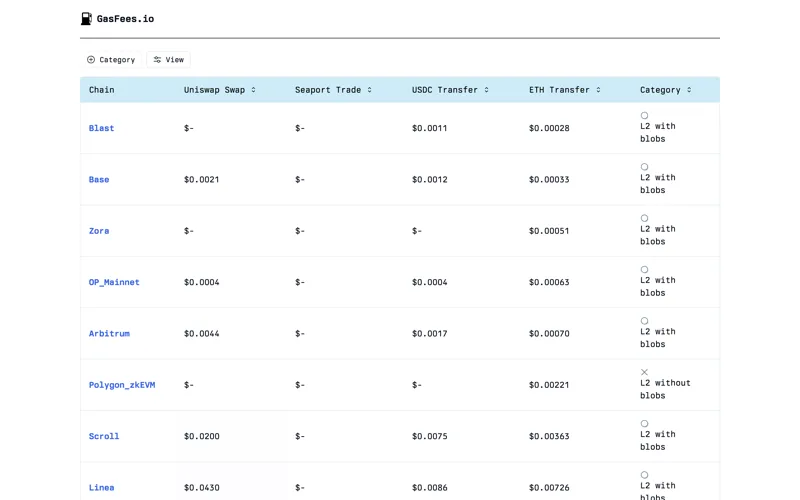 GasFees.io
Category View
Chain Uniswap Swap Seaport Trade USDC Transfer ETH Transfer Category
Blast $- $- $0.0011 $0.00028 L2 with
blobs
Base $0.0021 $- $0.0012 $0.00033 L2 with
blobs
Zora $- $- $- $0.00051 L2 with
blobs
OP_Mainnet $0.0004 $- $0.0004 $0.00063 L2 with
blobs
Arbitrum $0.0044 $- $0.0017 $0.00070 L2 with
blobs
Polygon_zkEVM $- $- $- $0.00221 L2 without
blobs
Scroll $0.0200 $- $0.0075 $0.00363 L2 with
blobs
Linea $0.0430 $- $0.0086 $0.00726 L2 with
blobs